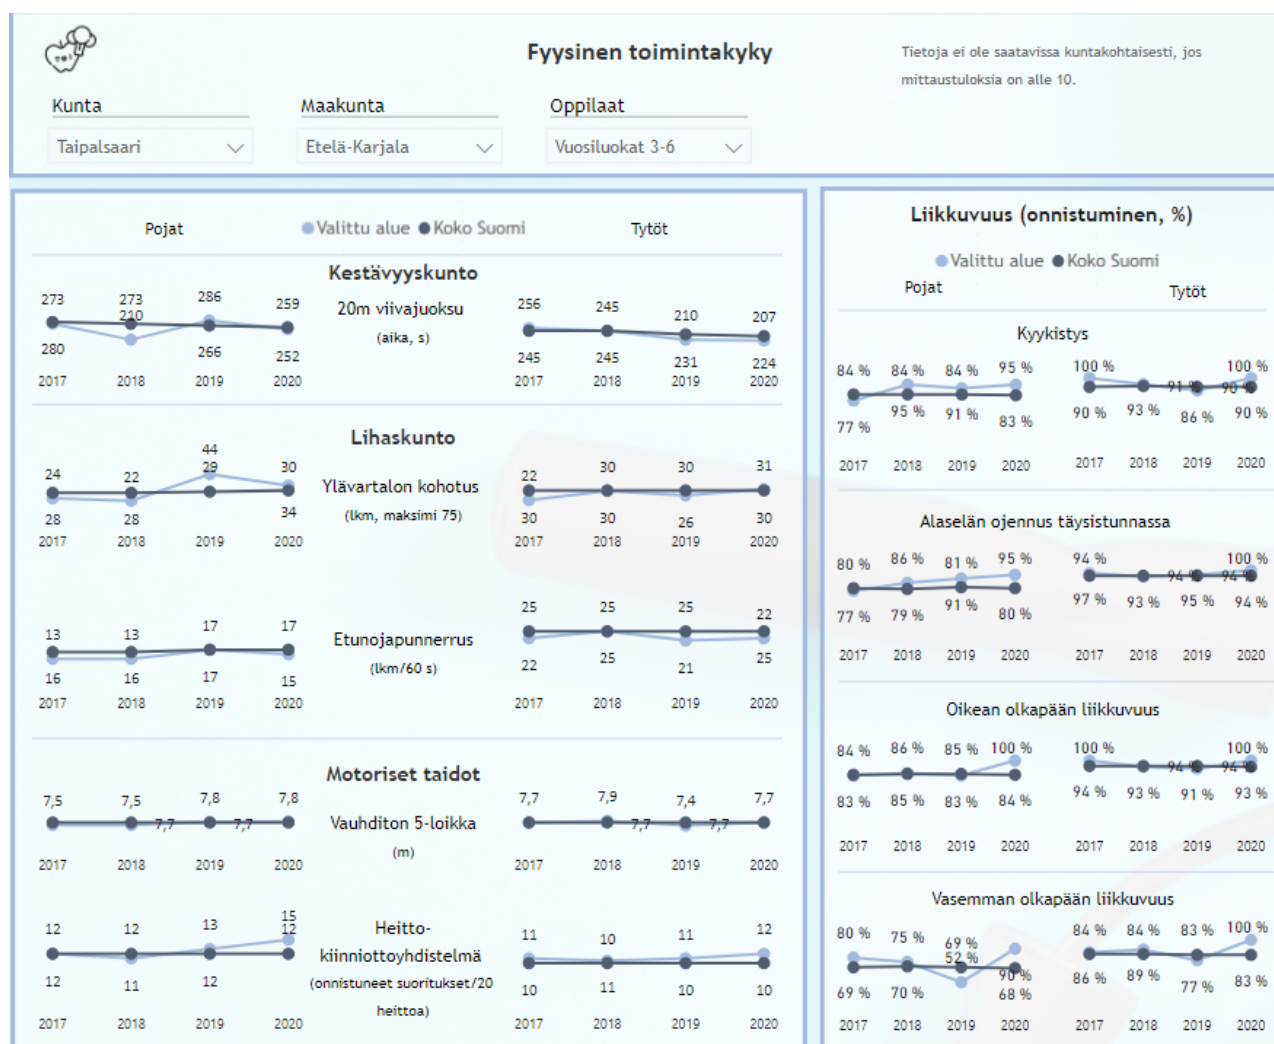 Fyysinen toimintakyky
Tietoja ei ole saatavissa kuntakohtaisesti, jos
mittaustuloksia on alle 10.
Kunta Maakunta Oppilaat
Taipalsaari Etelä-Karjala Vuosiluokat 3-6
Pojat Valittu alue Koko Suomi Tytöt
Kestävyyskunto
20m viivajuoksu
(aika, s)
273 273 286 259 256 245 210 207
210
280 266 252 245 245 231 224
2017 2018 2019 2020 2017 2018 2019 2020
Lihaskunto
44
24 22 29 30 22 30 30 31
Ylävartalon kohotus
(lkm, maksimi 75)
28 28 34 30 30 26 30
2017 2018 2019 2020 2017 2018 2019 2020
13 13 17 17 25 25 25 22
Etunojapunnerrus
(lkm/60 s)
16 16 17 15 22 25 21 25
2017 2018 2019 2020 2017 2018 2019 2020
Motoriset taidot
7,5 7,5 7,8 7,8 7,7 7,9 7,4 7,7
Vauhditon 5-loikka
7,7 7,7 7,7 7,7
(m)
2017 2018 2019 2020 2017 2018 2019 2020
15
12 12 13 12 11 10 11 12
Heitto-
kiinniottoyhdistelmä
(onnistuneet suoritukset/20
heittoa)
12 11 12 10 11 10 10
2017 2018 2019 2020 2017 2018 2019 2020
Liikkuvuus (onnistuminen, %)
Valittu alue Koko Suomi
Pojat Tytöt
Kyykistys
84 % 84 % 84 % 95 % 100 % 91 % 90 % 100 %
77 % 95 % 91 % 83 % 90 % 93 % 86 % 90 %
2017 2018 2019 2020 2017 2018 2019 2020
Alaselän ojennus täysistunnassa
80 % 86 % 81 % 95 % 94 % 94 % 94 % 100 %
77 % 79 % 91 % 80 % 97 % 93 % 95 % 94 %
2017 2018 2019 2020 2017 2018 2019 2020
Oikean olkapään liikkuvuus
84 % 86 % 85 % 100 % 100 % 94 % 94 % 100 %
83 % 85 % 83 % 84 % 94 % 93 % 91 % 93 %
2017 2018 2019 2020 2017 2018 2019 2020
Vasemman olkapään liikkuvuus
80 % 75 % 69 % 84 % 84 % 83 % 100 %
52 % 90 %
69 % 70 % 68 % 86 % 89 % 77 % 83 %
2017 2018 2019 2020 2017 2018 2019 2020